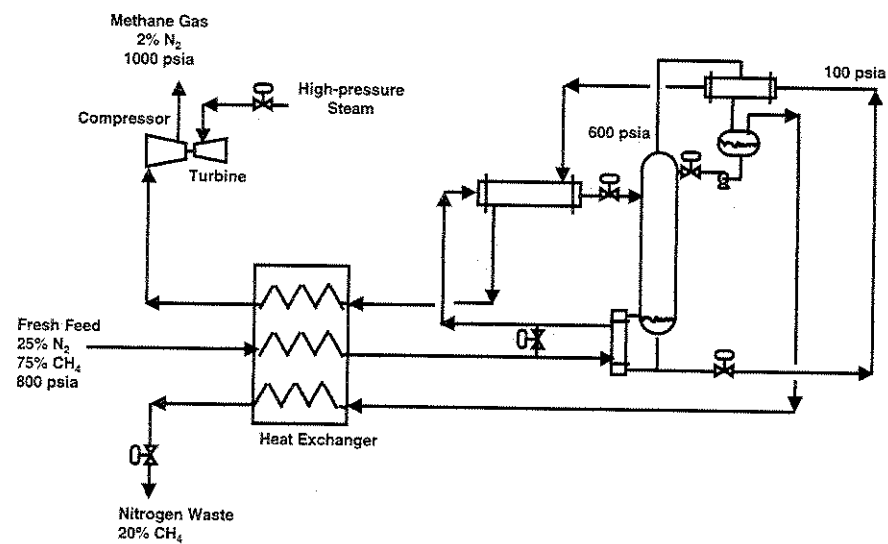 Methane Gas
2% N₂
1000 psia
High-pressure
Steam
Compressor
Turbine
100 psia
600 psia
Fresh Feed
25% N₂
75% CH₄
800 psia
Heat Exchanger
Nitrogen Waste
20% CH₄